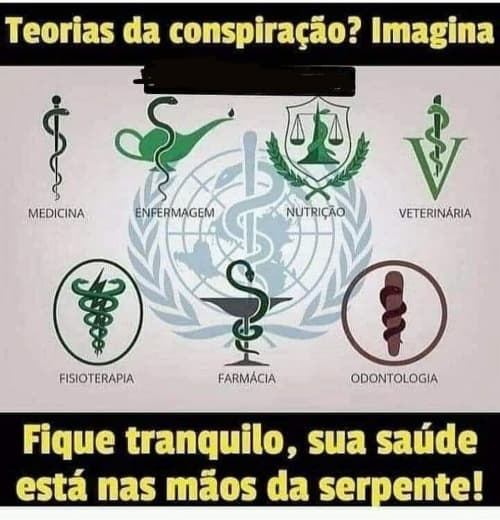 Teorias da conspiração? Imagina
MEDICINA
ENFERMAGEM
NUTRIÇÃO
VETERINÁRIA
FISIOTERAPIA
FARMÁCIA
ODONTOLOGIA
Fique tranquilo, sua saúde
está nas mãos da serpente!